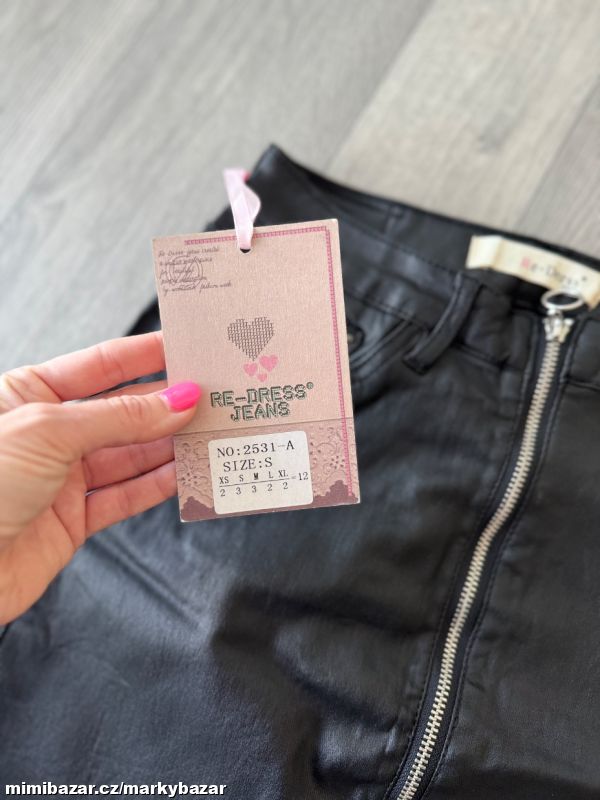 RE-DRESS®
JEANS
NO:2531-A
SIZE:S
XS S M L XL
2 3 3 2 2 =12
Re-Dress®
mimibazar.cz/markybazar